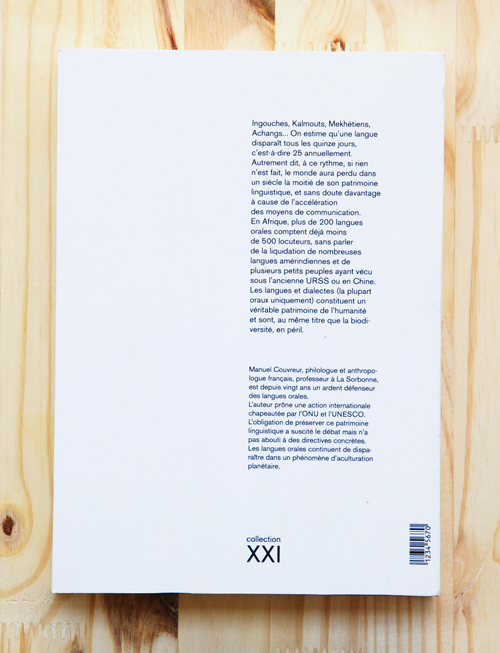 Ingouches, Kalmouts, Mekhétiens,
Achangs... On estime qu'une langue
disparaît tous les quinze jours,
c'est-à-dire 25 annuellement.
Autrement dit, à ce rythme, si rien
n'est fait, le monde aura perdu dans
un siècle la moitié de son patrimoine
linguistique, et sans doute davantage
à cause de l'accélération
des moyens de communication.
En Afrique, plus de 200 langues
orales comptent déjà moins
de 500 locuteurs, sans parler
de la liquidation de nombreuses
langues amérindiennes et de
plusieurs petits peuples ayant vécu
sous l'ancienne URSS ou en Chine.
Les langues et dialectes (la plupart
oraux uniquement) constituent un
véritable patrimoine de l'humanité
et sont, au même titre que la biodi-
versité, en péril.
Manuel Couvreur, philologue et anthropo-
logue français, professeur à La Sorbonne,
est depuis vingt ans un ardent défenseur
des langues orales.
L'auteur prône une action internationale
chapeautée par l'ONU et l'UNESCO.
L'obligation de préserver ce patrimoine
linguistique a suscité le débat mais n'a
pas abouti à des directives concrètes.
Les langues orales continuent de dispa-
raître dans un phénomène d'aculturation
planétaire.
collection
XXI
1234 5670